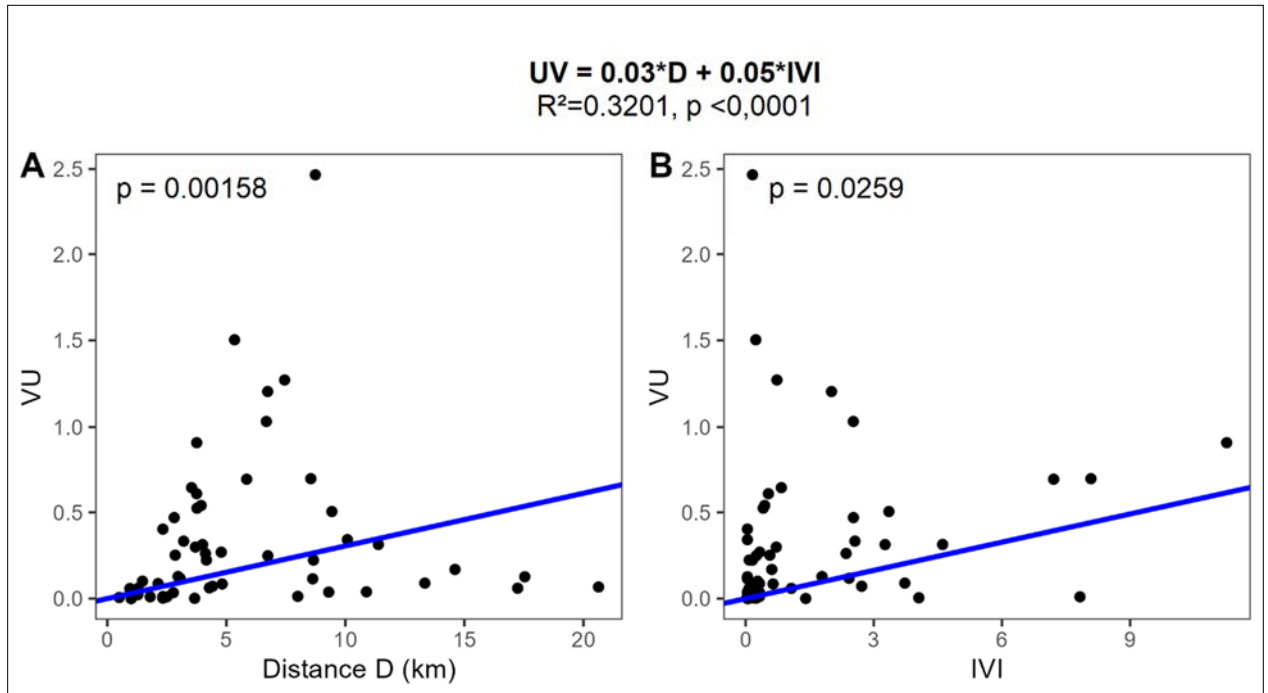 UV = 0.03*D + 0.05*IVI
R²=0.3201, p <0,0001
A
p = 0.00158
2.5
2.0
1.5
1.0
0.5
0.0
VU
0 5 10 15 20
Distance D (km)
B
p = 0.0259
2.5
2.0
1.5
1.0
0.5
0.0
VU
0 3 6 9
IVI